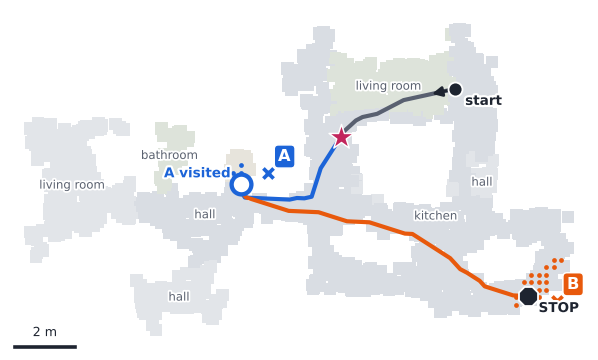 living room
start
A
bathroom
A visited
living room
hall
hall
kitchen
hall
B
STOP
2 m